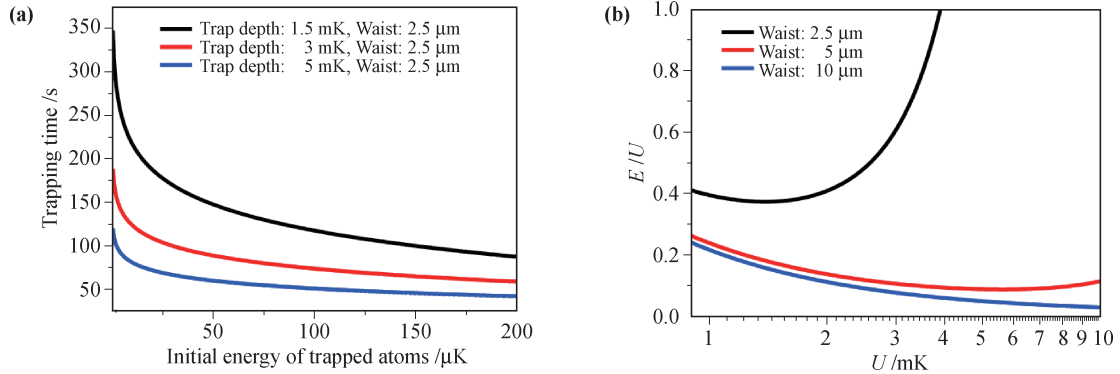 (a)
Trap depth: 1.5 mK, Waist: 2.5 μm
Trap depth: 3 mK, Waist: 2.5 μm
Trap depth: 5 mK, Waist: 2.5 μm
Trapping time /s
350
300
250
200
150
100
50
50 100 150 200
Initial energy of trapped atoms /μK
(b)
Waist: 2.5 μm
Waist: 5 μm
Waist: 10 μm
E /U
1.0
0.8
0.6
0.4
0.2
0.0
1 2 3 4 5 6 7 8 9 10
U /mK